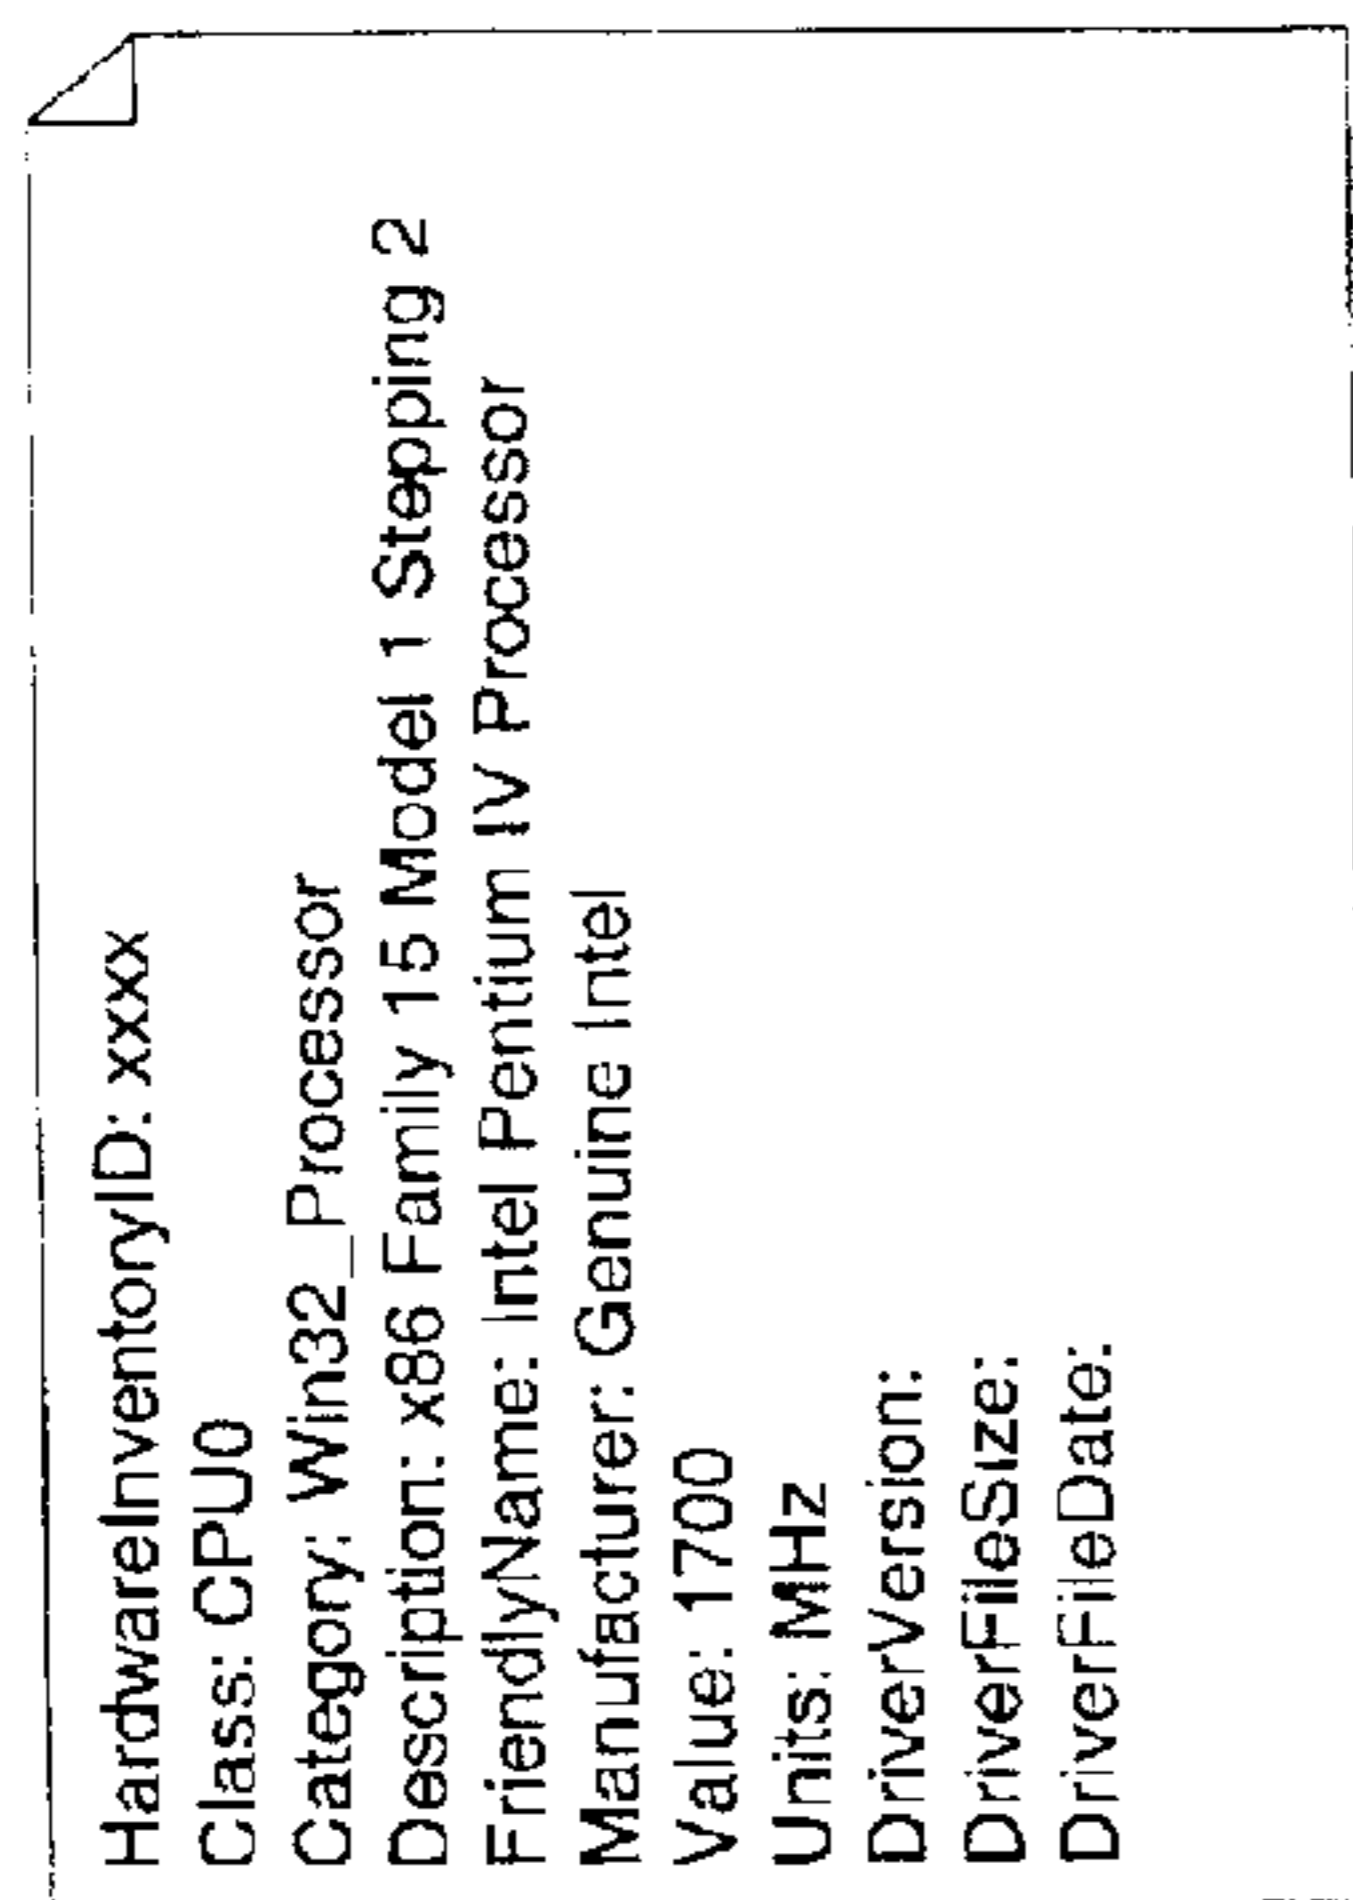 HardwareInventoryID: xxxx
Class: CPU0
Category: Win32_Processor
Description: x86 Family 15 Model 1 Stepping 2
FriendlyName: Intel Pentium IV Processor
Manufacturer: Genuine Intel
Value: 1700
Units: MHz
DriverVersion:
DriverFileSize:
DriverFileDate: